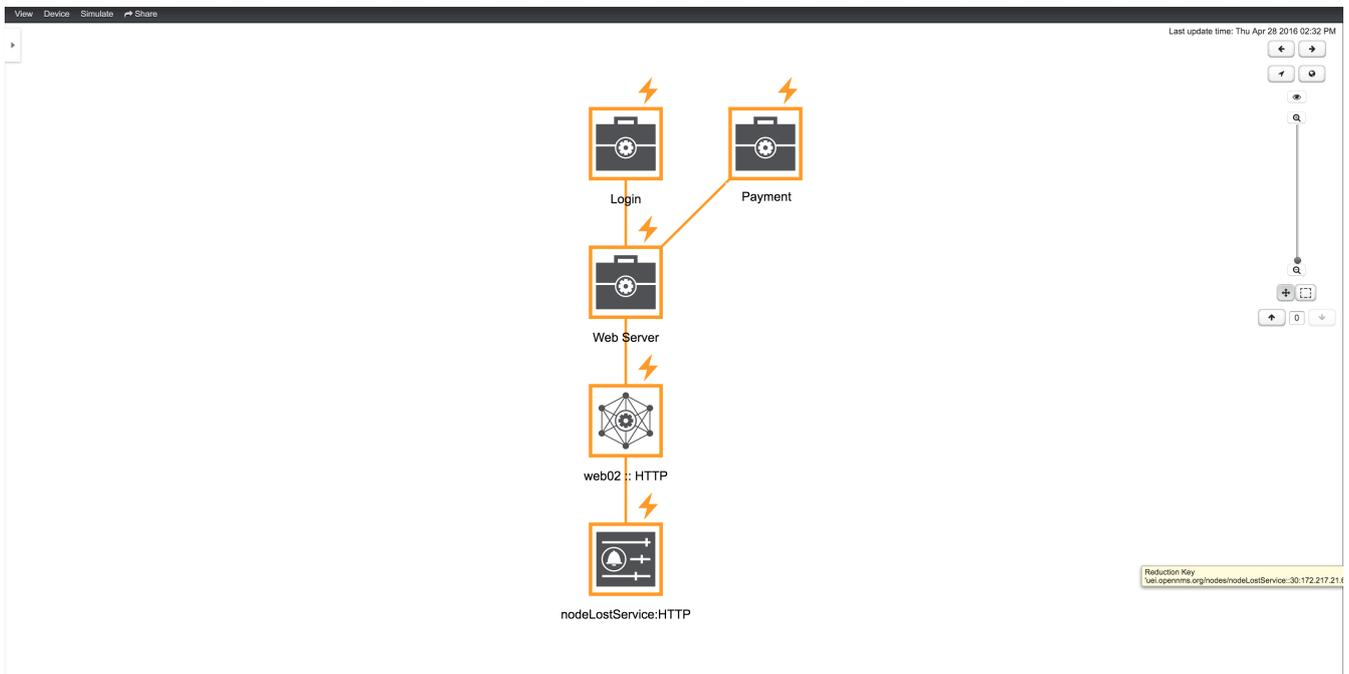 View Device Simulate Share
Last update time: Thu Apr 28 2016 02:32 PM
Login
Payment
Web Server
0
web02 :: HTTP
nodeLostService:HTTP
Reduction Key
'uei.opennms.org/nodes/nodeLostService::30:172.217.21.